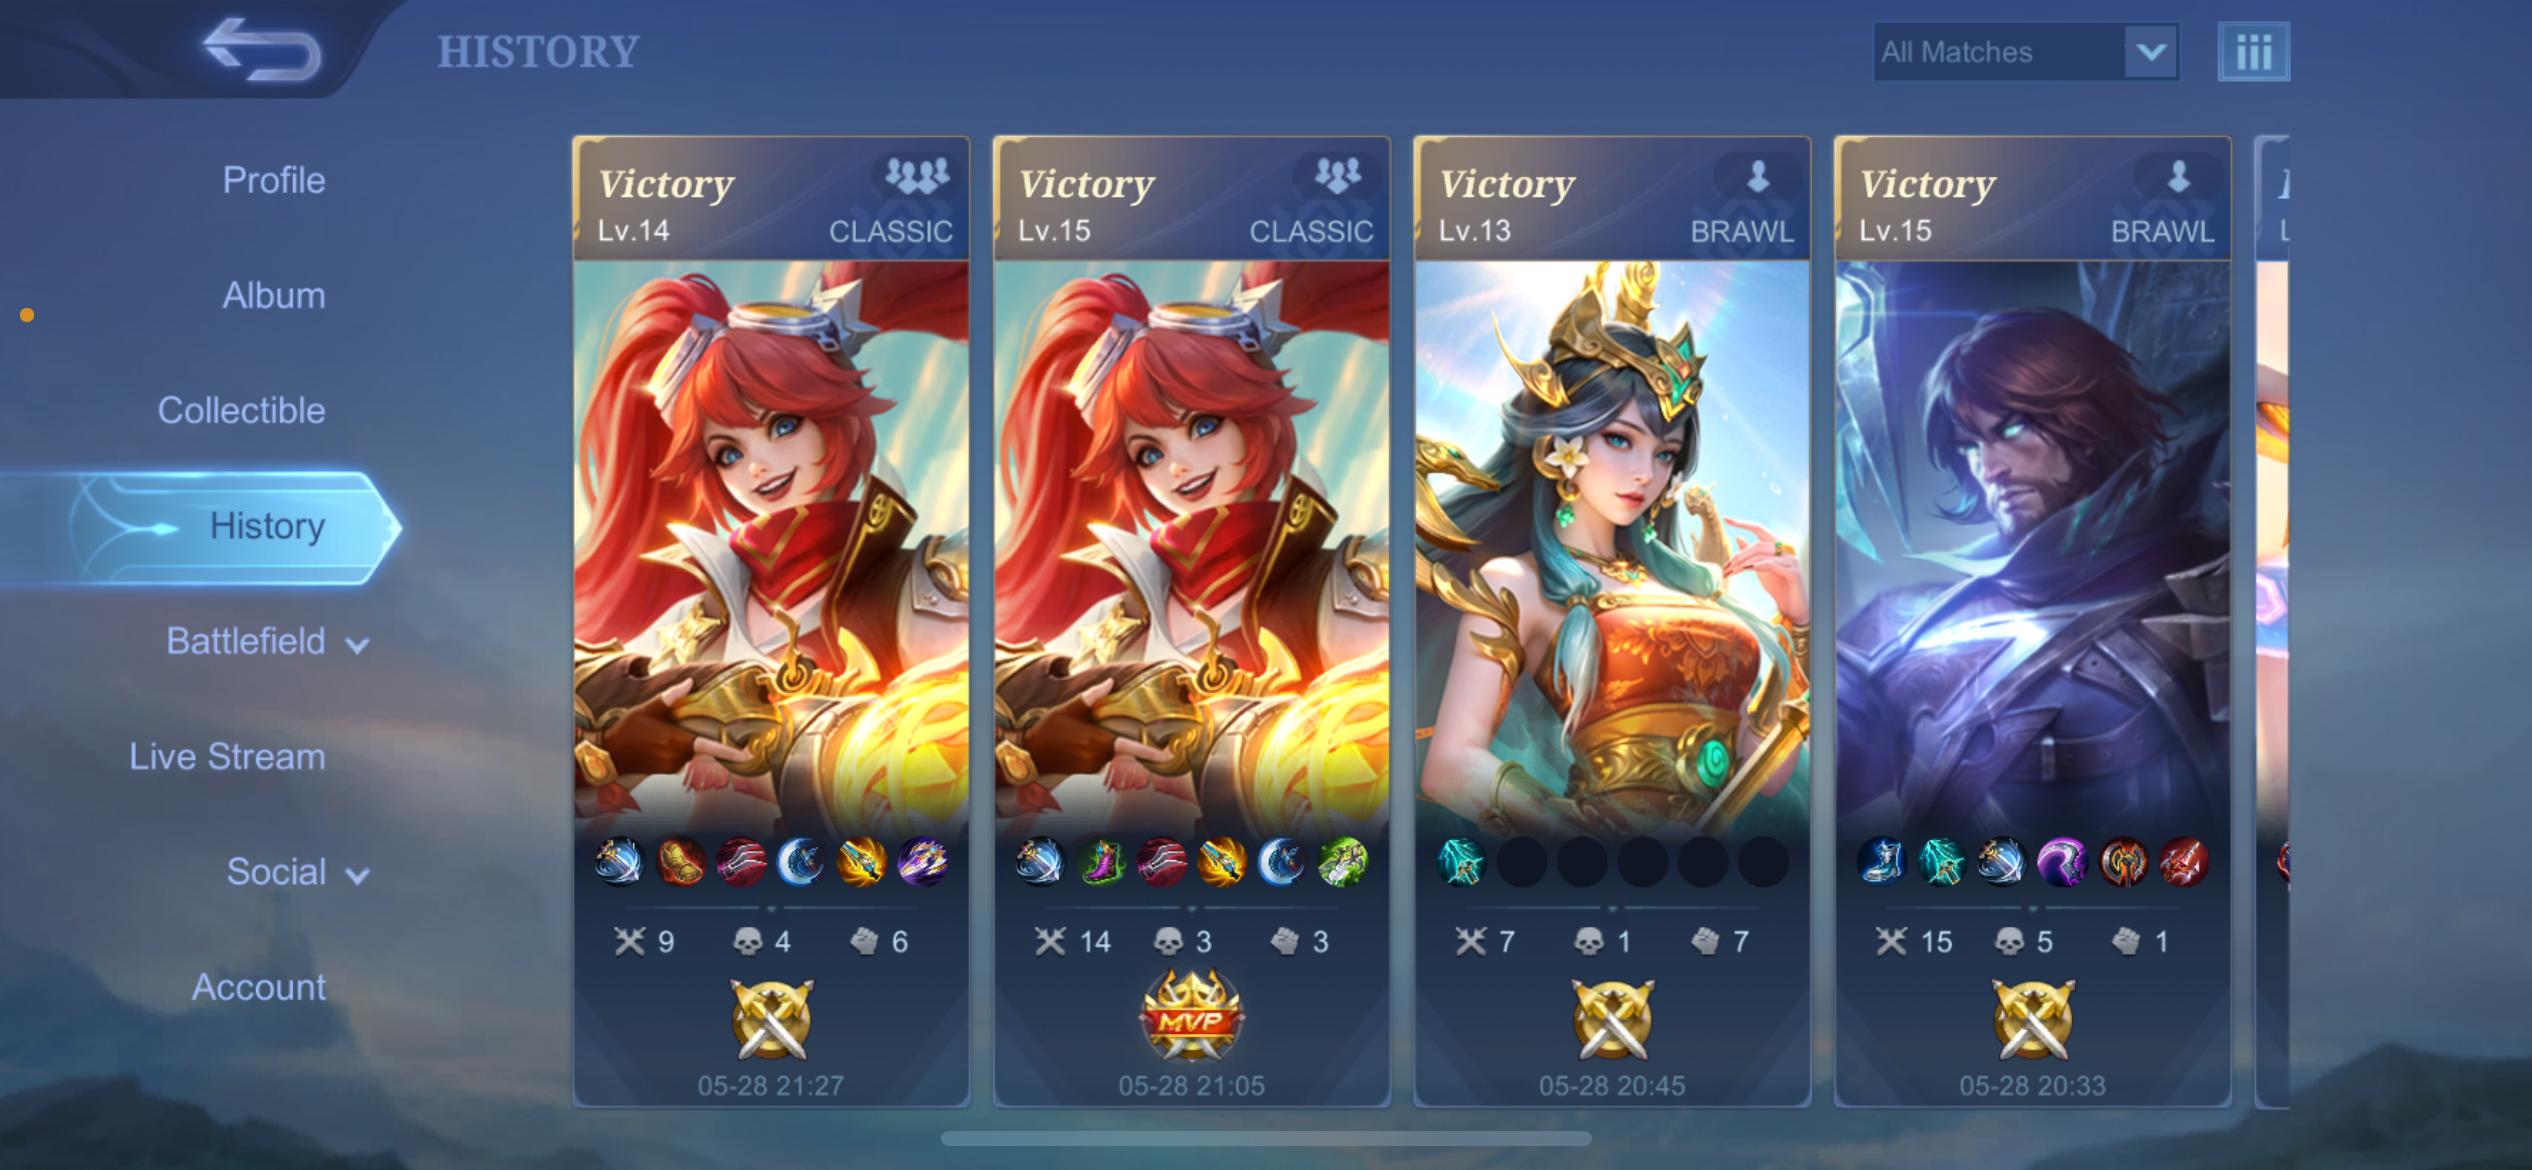 HISTORY
All Matches
Profile
Album
Collectible
History
Battlefield
Live Stream
Social
Account
Victory
Lv.14
CLASSIC
9
4
6
05-28 21:27
Victory
Lv.15
CLASSIC
14
3
3
MVP
05-28 21:05
Victory
Lv.13
BRAWL
7
1
7
05-28 20:45
Victory
Lv.15
BRAWL
15
5
1
05-28 20:33